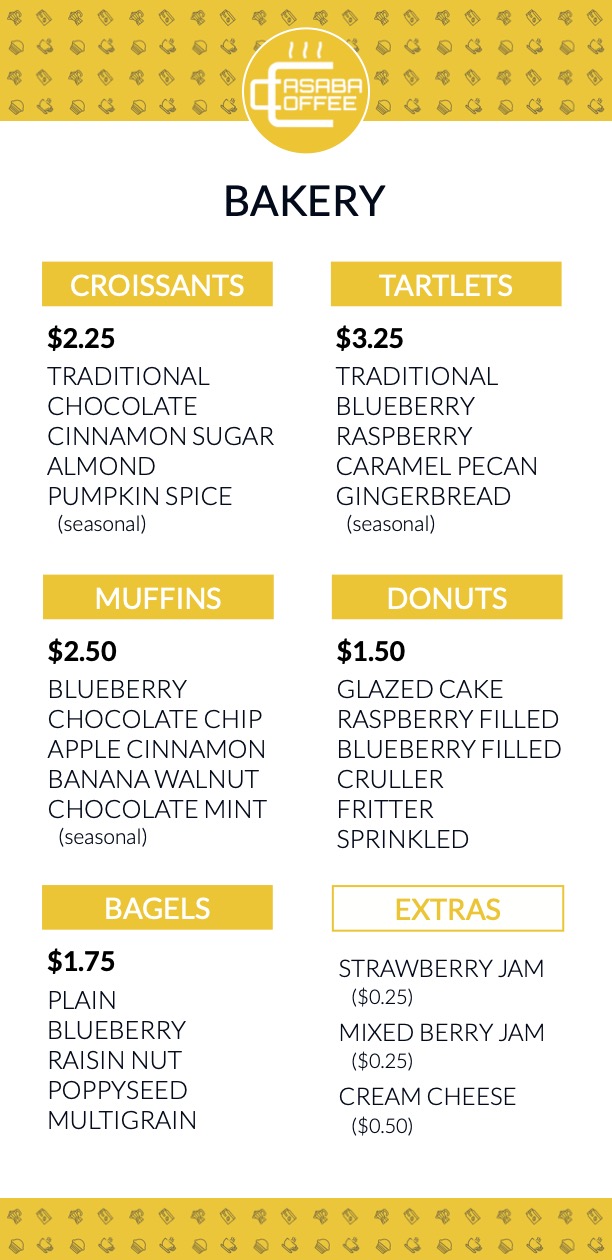 CASABA
COFFEE
BAKERY
CROISSANTS
$2.25
TRADITIONAL
CHOCOLATE
CINNAMON SUGAR
ALMOND
PUMPKIN SPICE
(seasonal)
TARTLETS
$3.25
TRADITIONAL
BLUEBERRY
RASPBERRY
CARAMEL PECAN
GINGERBREAD
(seasonal)
MUFFINS
$2.50
BLUEBERRY
CHOCOLATE CHIP
APPLE CINNAMON
BANANA WALNUT
CHOCOLATE MINT
(seasonal)
DONUTS
$1.50
GLAZED CAKE
RASPBERRY FILLED
BLUEBERRY FILLED
CRULLER
FRITTER
SPRINKLED
BAGELS
$1.75
PLAIN
BLUEBERRY
RAISIN NUT
POPPYSEED
MULTIGRAIN
EXTRAS
STRAWBERRY JAM
($0.25)
MIXED BERRY JAM
($0.25)
CREAM CHEESE
($0.50)